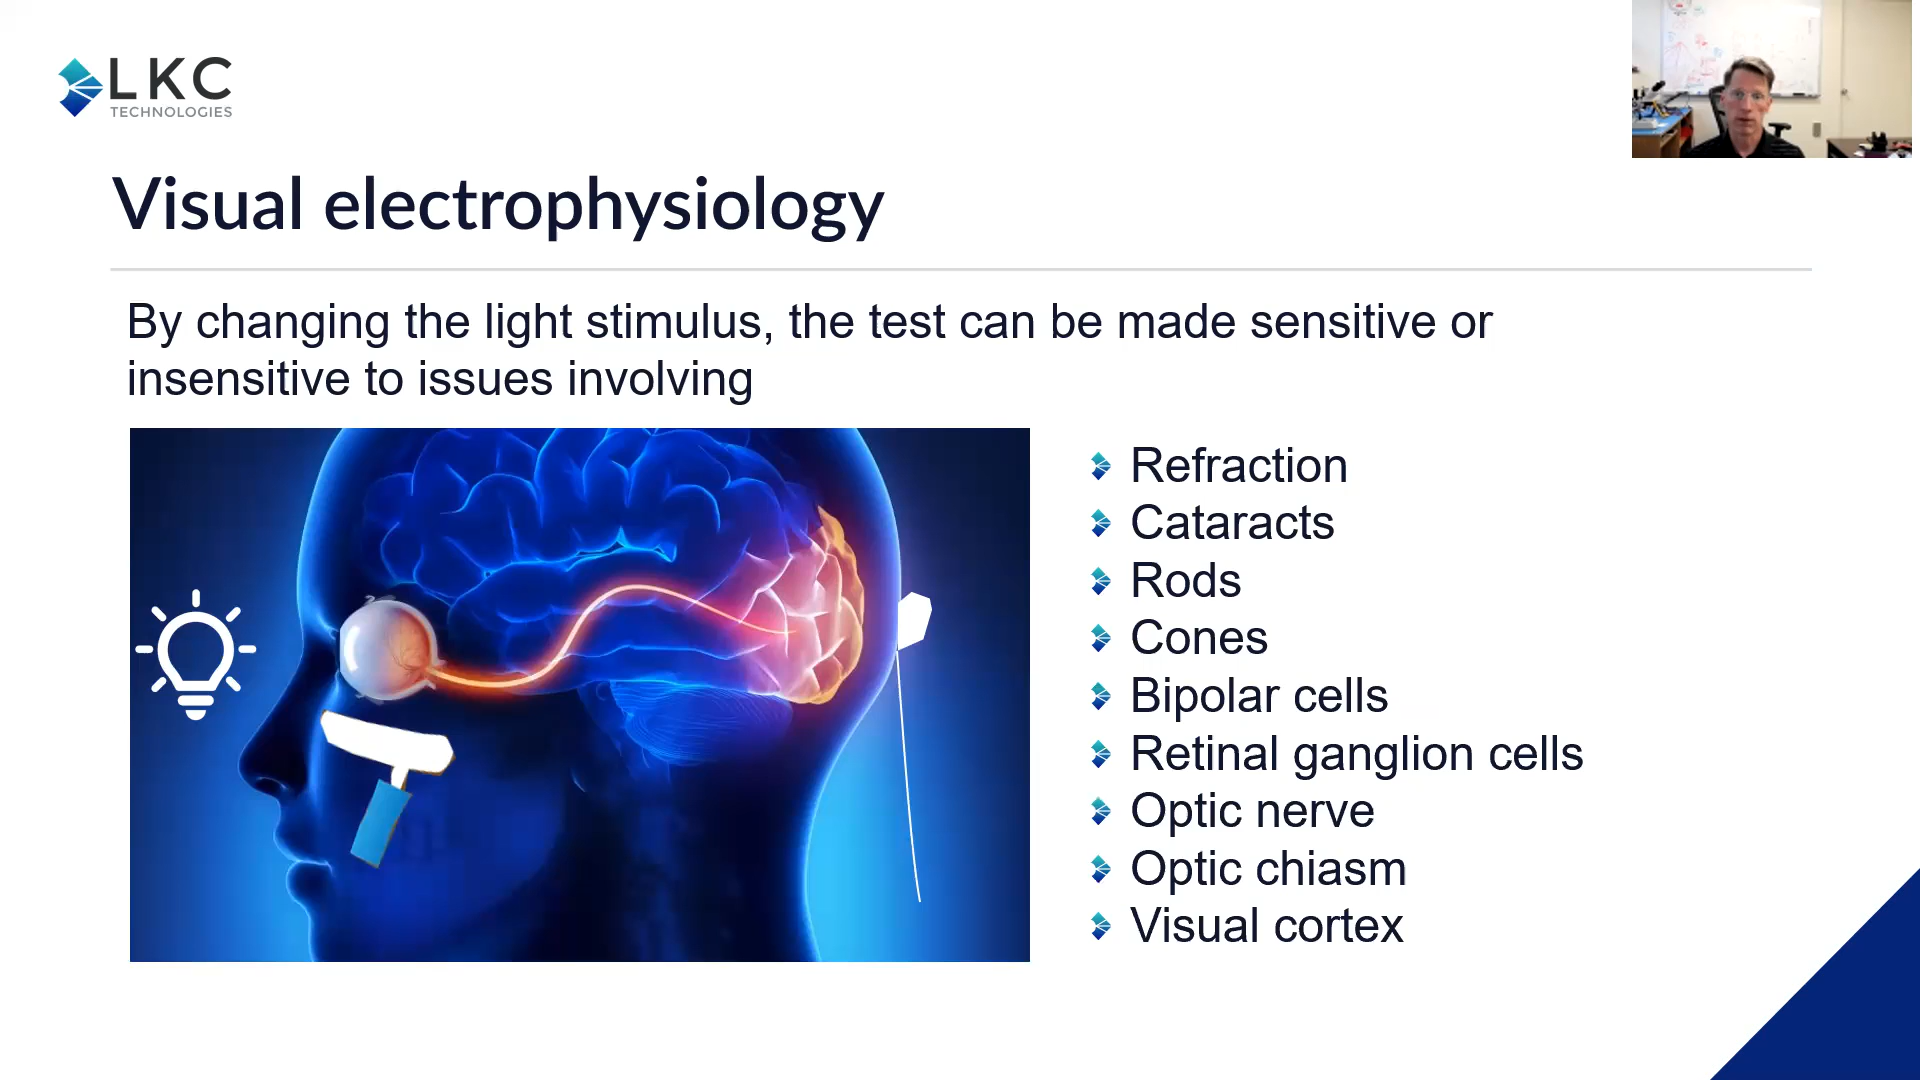 LKC
TECHNOLOGIES
Visual electrophysiology
By changing the light stimulus, the test can be made sensitive or
insensitive to issues involving
Refraction
Cataracts
Rods
Cones
Bipolar cells
Retinal ganglion cells
Optic nerve
Optic chiasm
Visual cortex